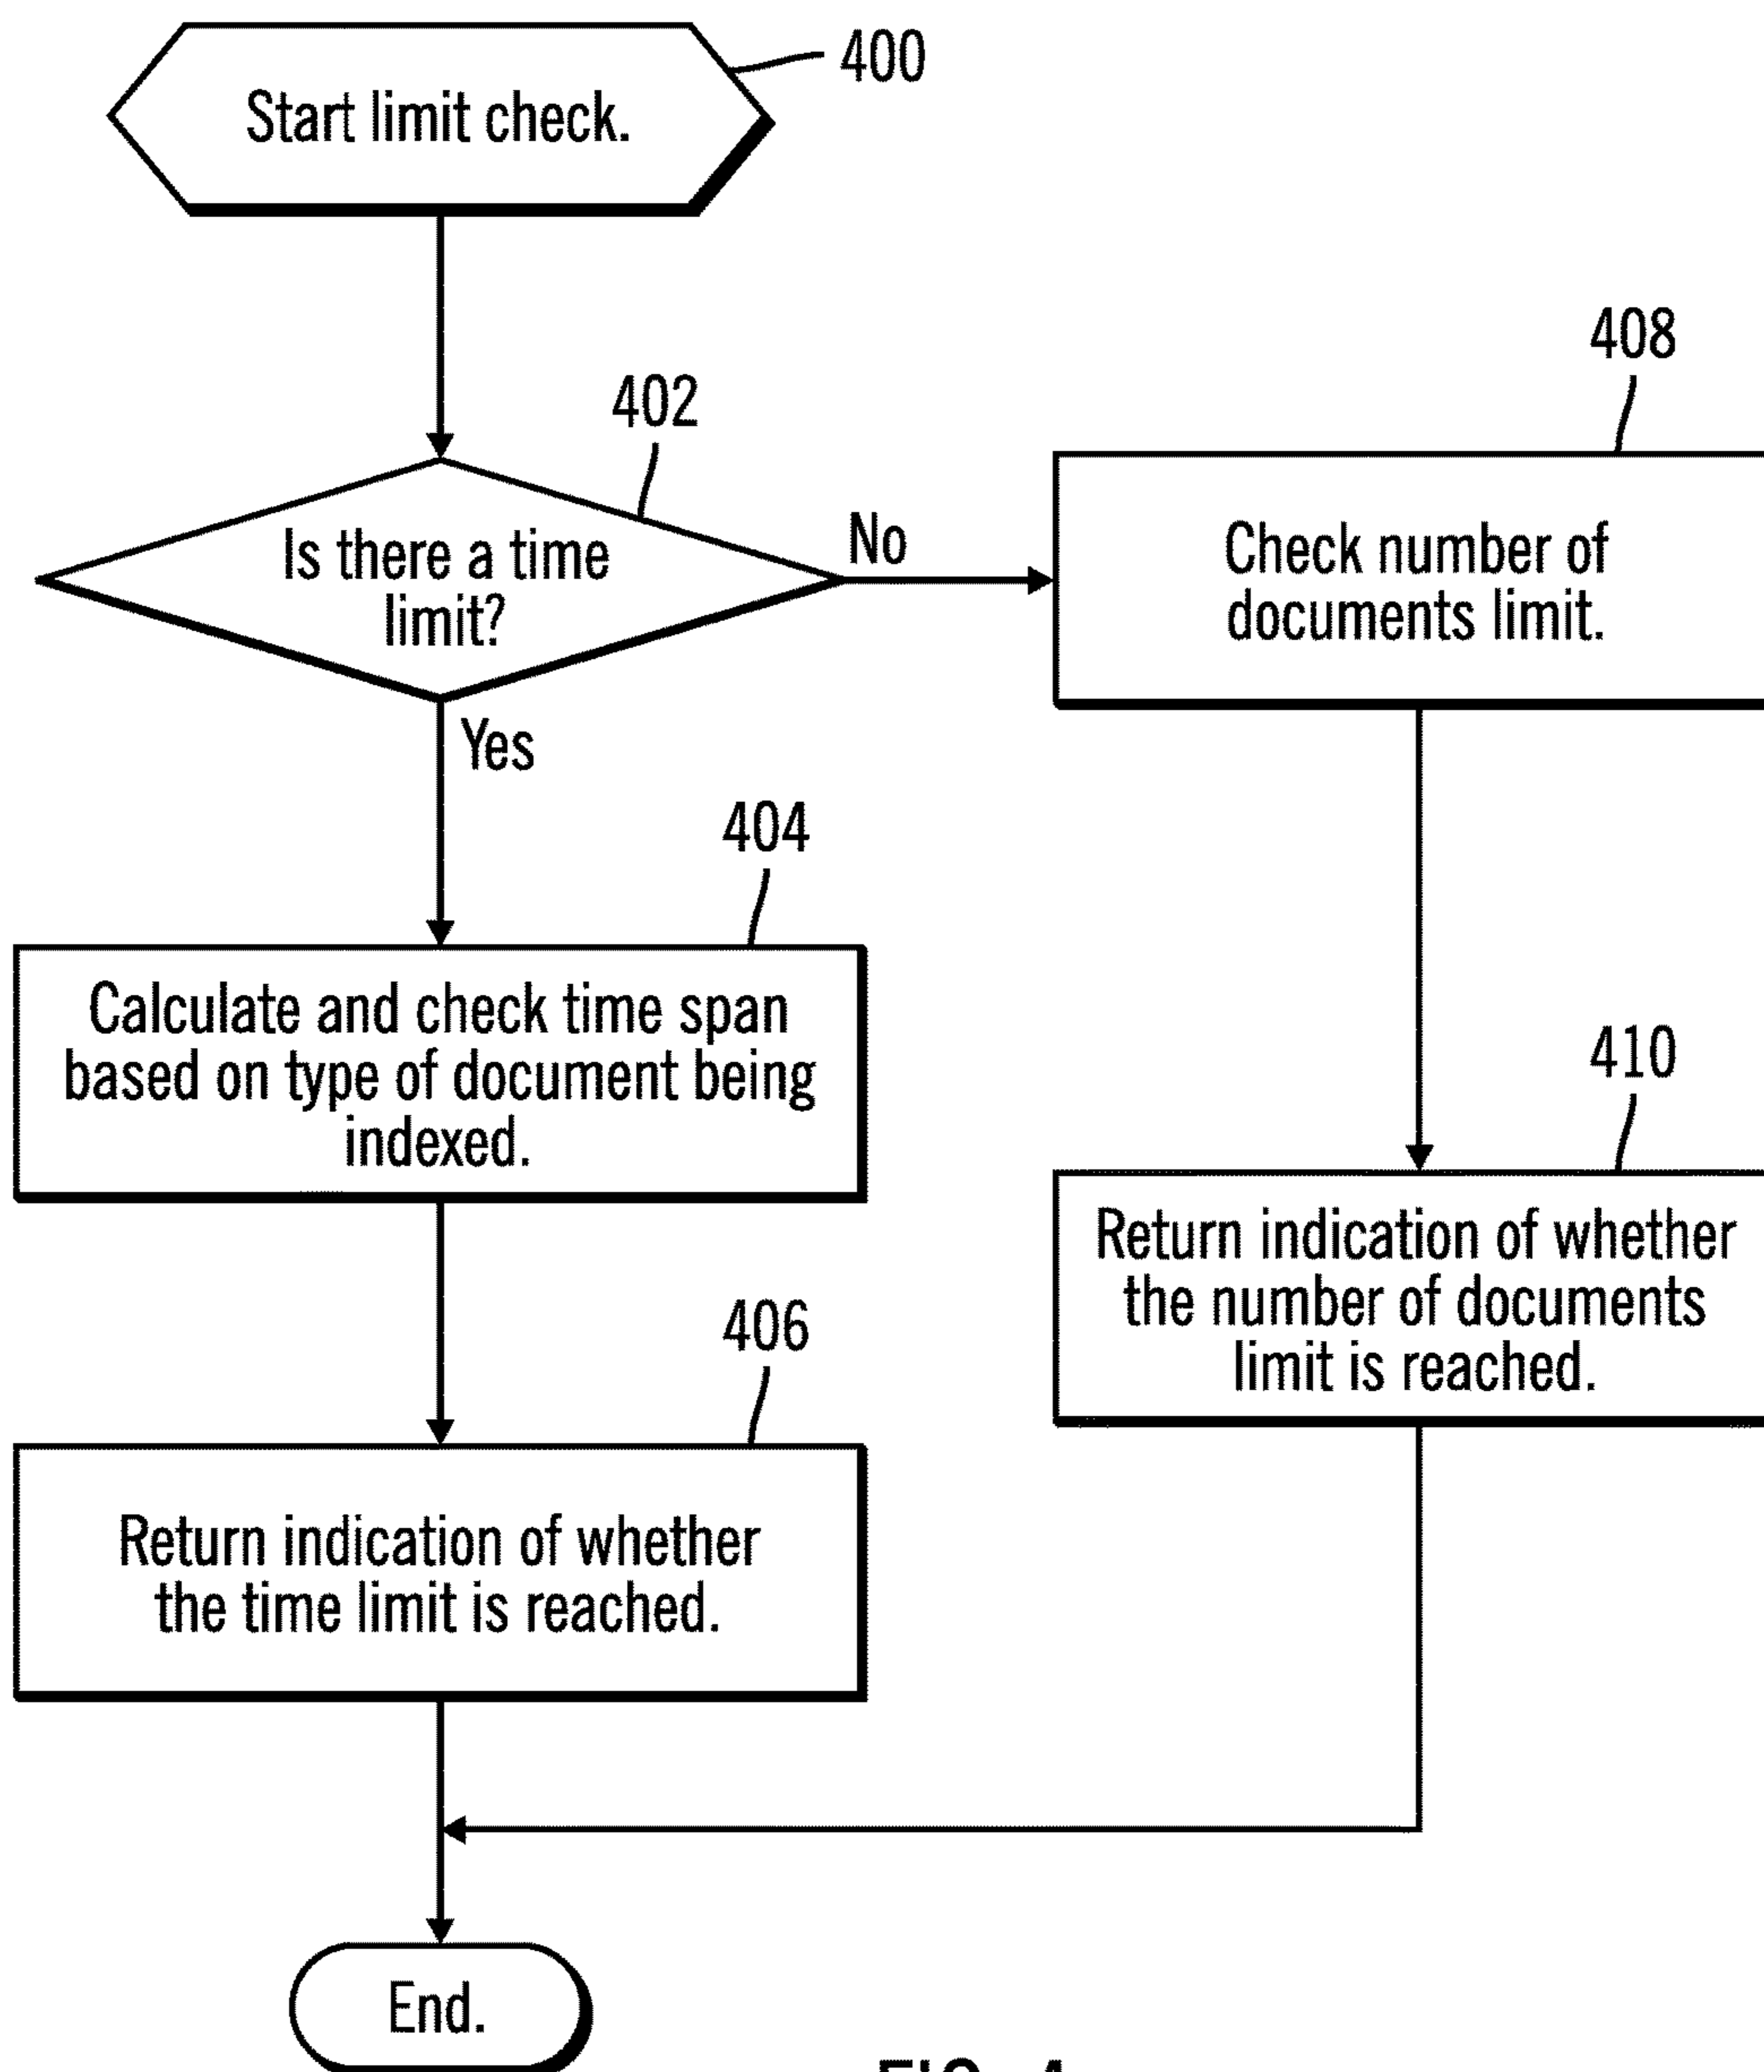 400
Start limit check.
402
Is there a time
limit?
No
Yes
408
Check number of
documents limit.
404
Calculate and check time span
based on type of document being
indexed.
410
Return indication of whether
the number of documents
limit is reached.
406
Return indication of whether
the time limit is reached.
End.